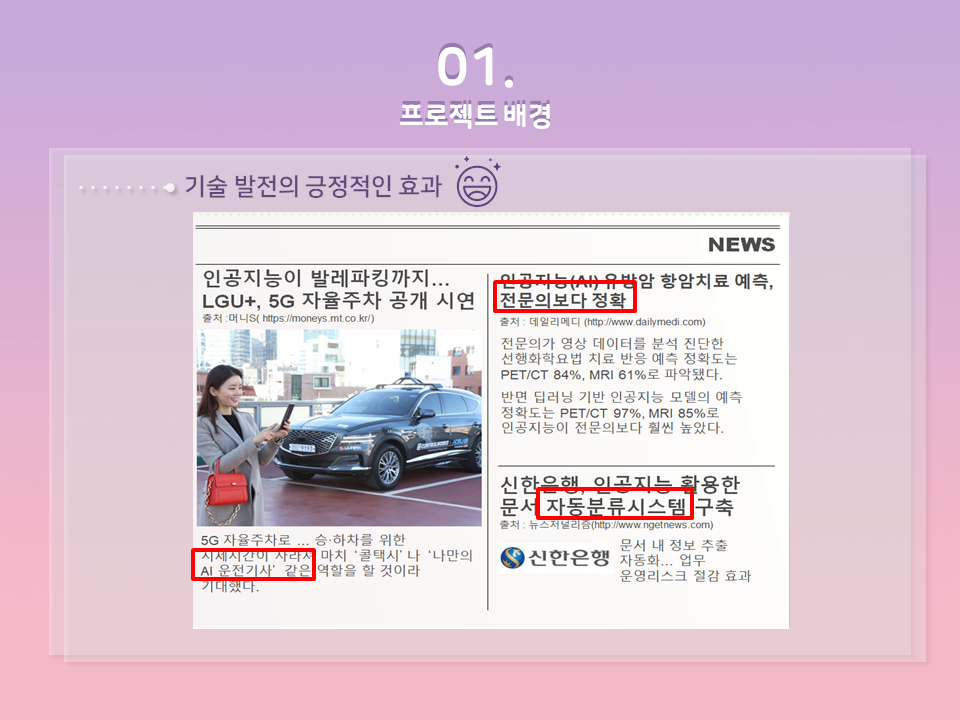 01.
프로젝트 배경
기술 발전의 긍정적인 효과
NEWS
인공지능이 발레파킹까지...
LGU+, 5G 자율주차 공개 시연
출처 :머니S( https://moneys.mt.co.kr/)
5G 자율주차로 ... 승·하차를 위한
지체시간이 사라져 마치 ‘콜택시’나 ‘나만의
AI 운전기사’ 같은 역할을 할 것이라
기대했다.
인공지능(AI) 유방암 항암치료 예측,
전문의보다 정확
출처 : 데일리메디 (http://www.dailymedi.com)
전문의가 영상 데이터를 분석 진단한
선행화학요법 치료 반응 예측 정확도는
PET/CT 84%, MRI 61%로 파악됐다.
반면 딥러닝 기반 인공지능 모델의 예측
정확도는 PET/CT 97%, MRI 85%로
인공지능이 전문의보다 훨씬 높았다.
신한은행, 인공지능 활용한
문서 자동분류시스템 구축
출처 : 뉴스저널리즘(http://www.ngetnews.com)
신한은행
문서 내 정보 추출
자동화... 업무
운영리스크 절감 효과